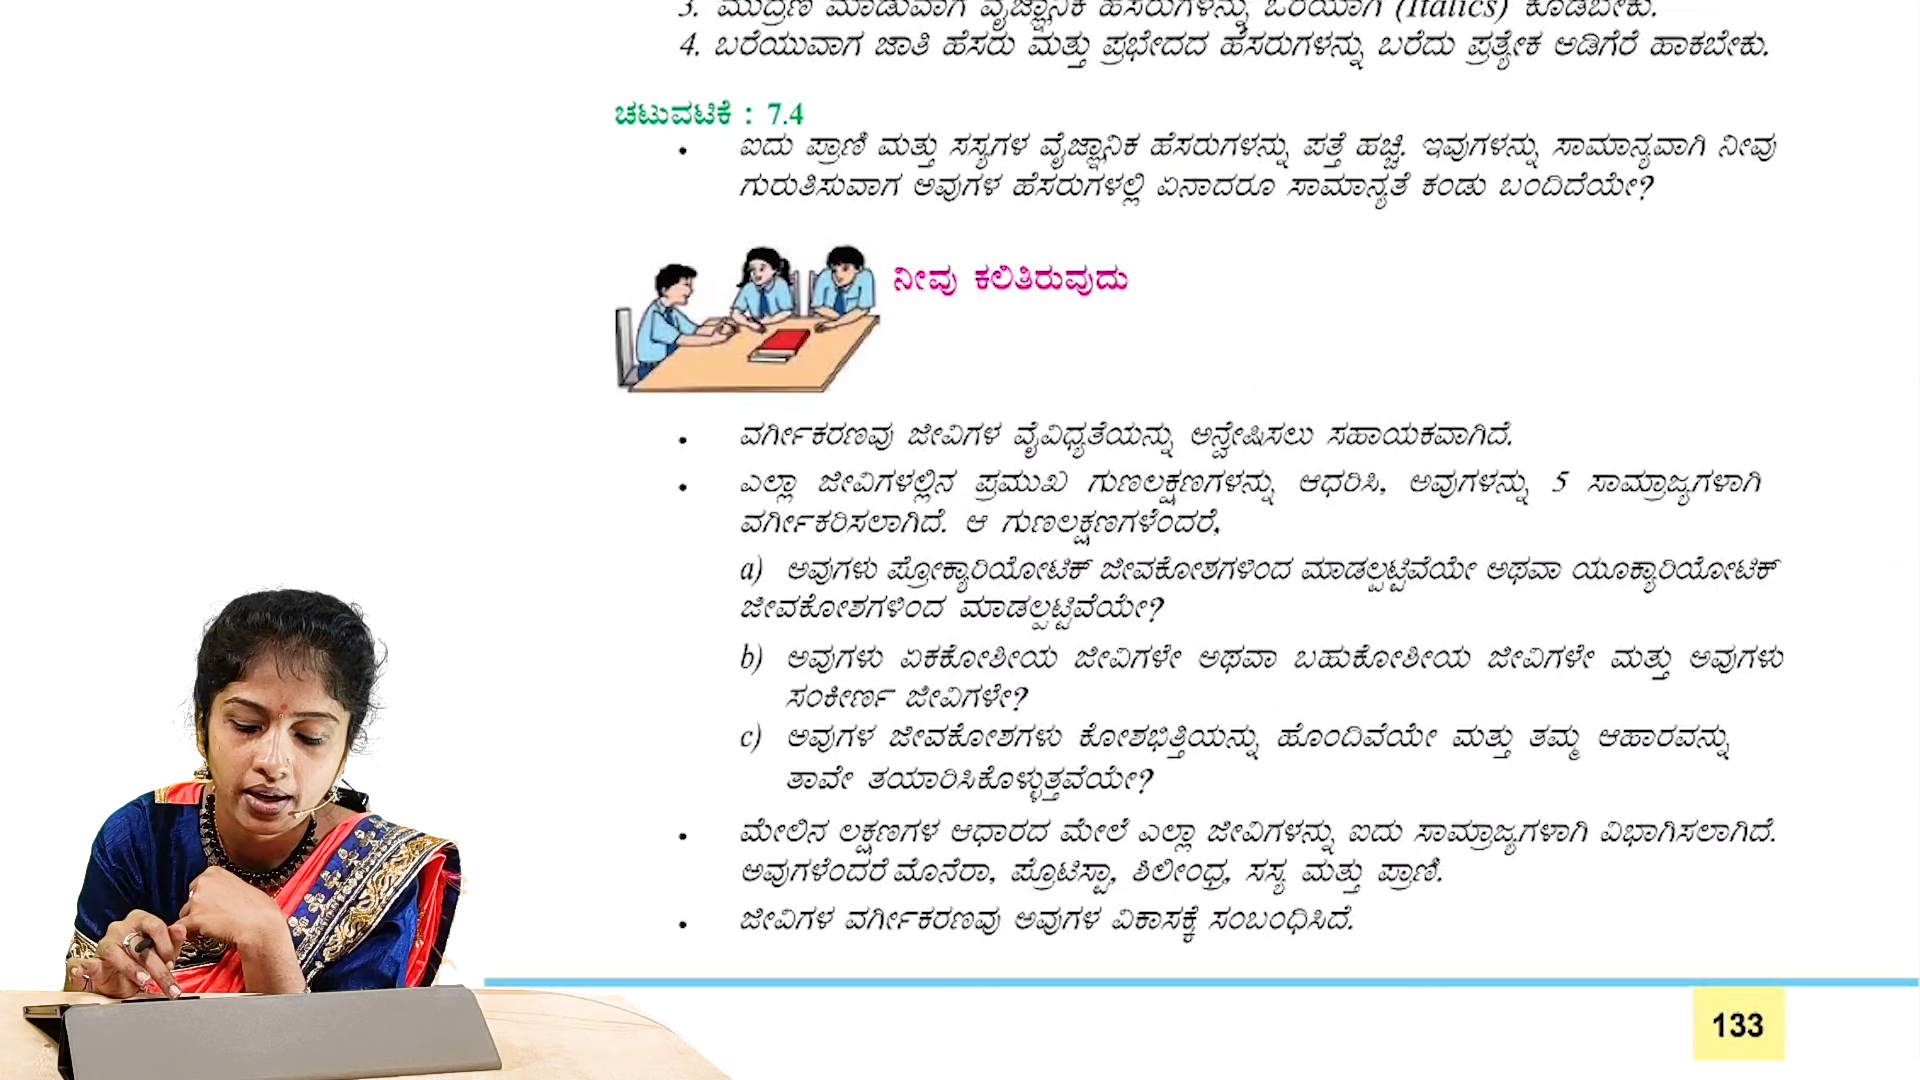 3. ಮುದ್ರಣ ಮಾಡುವಾಗ ವೈಜ್ಞಾನಿಕ ಹೆಸರುಗಳನ್ನು ಓರೆಯಾಗಿ (Italics) ಕೂಡಿಬೇಕು.
4. ಬರೆಯುವಾಗ ಜಾತಿ ಹೆಸರು ಮತ್ತು ಪ್ರಭೇದದ ಹೆಸರುಗಳನ್ನು ಬರೆದು ಪ್ರತ್ಯೇಕ ಅಡಿಗೆರೆ ಹಾಕಬೇಕು.
ಚಟುವಟಿಕೆ : 7.4
• ಐದು ಪ್ರಾಣಿ ಮತ್ತು ಸಸ್ಯಗಳ ವೈಜ್ಞಾನಿಕ ಹೆಸರುಗಳನ್ನು ಪತ್ತೆ ಹಚ್ಚಿ. ಇವುಗಳನ್ನು ಸಾಮಾನ್ಯವಾಗಿ ನೀವು
ಗುರುತಿಸುವಾಗ ಅವುಗಳ ಹೆಸರುಗಳಲ್ಲಿ ಏನಾದರೂ ಸಾಮಾನ್ಯತೆ ಕಂಡು ಬಂದಿದೆಯೇ?
ನೀವು ಕಲಿತಿರುವುದು
• ವರ್ಗೀಕರಣವು ಜೀವಿಗಳ ವೈವಿಧ್ಯತೆಯನ್ನು ಅನ್ವೇಷಿಸಲು ಸಹಾಯಕವಾಗಿದೆ.
• ಎಲ್ಲಾ ಜೀವಿಗಳಲ್ಲಿನ ಪ್ರಮುಖ ಗುಣಲಕ್ಷಣಗಳನ್ನು ಆಧರಿಸಿ, ಅವುಗಳನ್ನು 5 ಸಾಮ್ರಾಜ್ಯಗಳಾಗಿ
ವರ್ಗೀಕರಿಸಲಾಗಿದೆ. ಆ ಗುಣಲಕ್ಷಣಗಳೆಂದರೆ,
a) ಅವುಗಳು ಪ್ರೋಕ್ಯಾರಿಯೋಟಿಕ್ ಜೀವಕೋಶಗಳಿಂದ ಮಾಡಲ್ಪಟ್ಟಿವೆಯೇ ಅಥವಾ ಯೂಕ್ಯಾರಿಯೋಟಿಕ್
ಜೀವಕೋಶಗಳಿಂದ ಮಾಡಲ್ಪಟ್ಟಿವೆಯೇ?
b) ಅವುಗಳು ಏಕಕೋಶೀಯ ಜೀವಿಗಳೇ ಅಥವಾ ಬಹುಕೋಶೀಯ ಜೀವಿಗಳೇ ಮತ್ತು ಅವುಗಳು
ಸಂಕೀರ್ಣ ಜೀವಿಗಳೇ?
c) ಅವುಗಳ ಜೀವಕೋಶಗಳು ಕೋಶಭಿತ್ತಿಯನ್ನು ಹೊಂದಿವೆಯೇ ಮತ್ತು ತಮ್ಮ ಆಹಾರವನ್ನು
ತಾವೇ ತಯಾರಿಸಿಕೊಳ್ಳುತ್ತವೆಯೇ?
• ಮೇಲಿನ ಲಕ್ಷಣಗಳ ಆಧಾರದ ಮೇಲೆ ಎಲ್ಲಾ ಜೀವಿಗಳನ್ನು ಐದು ಸಾಮ್ರಾಜ್ಯಗಳಾಗಿ ವಿಭಾಗಿಸಲಾಗಿದೆ.
ಅವುಗಳೆಂದರೆ ಮೊನೆರಾ, ಪ್ರೊಟಿಸ್ಟಾ, ಶಿಲೀಂಧ್ರ, ಸಸ್ಯ ಮತ್ತು ಪ್ರಾಣಿ.
• ಜೀವಿಗಳ ವರ್ಗೀಕರಣವು ಅವುಗಳ ವಿಕಾಸಕ್ಕೆ ಸಂಬಂಧಿಸಿದೆ.
133